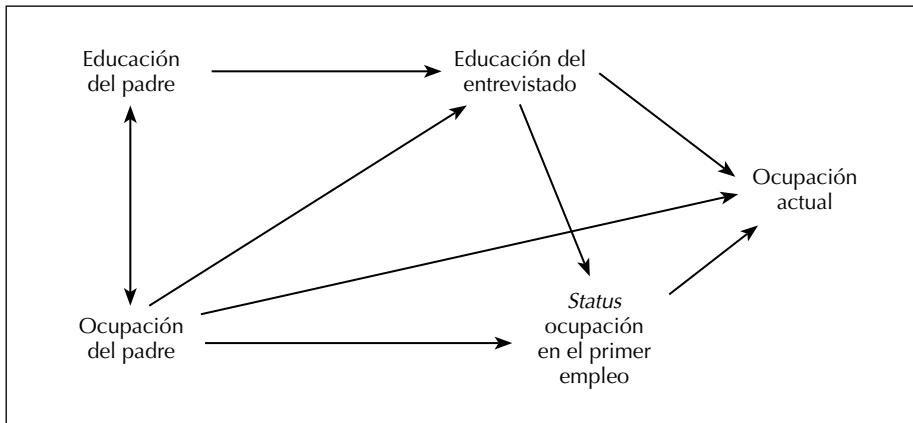 Educación
del padre
Educación del
entrevistado
Ocupación
actual
Ocupación
del padre
Status
ocupación
en el primer
empleo